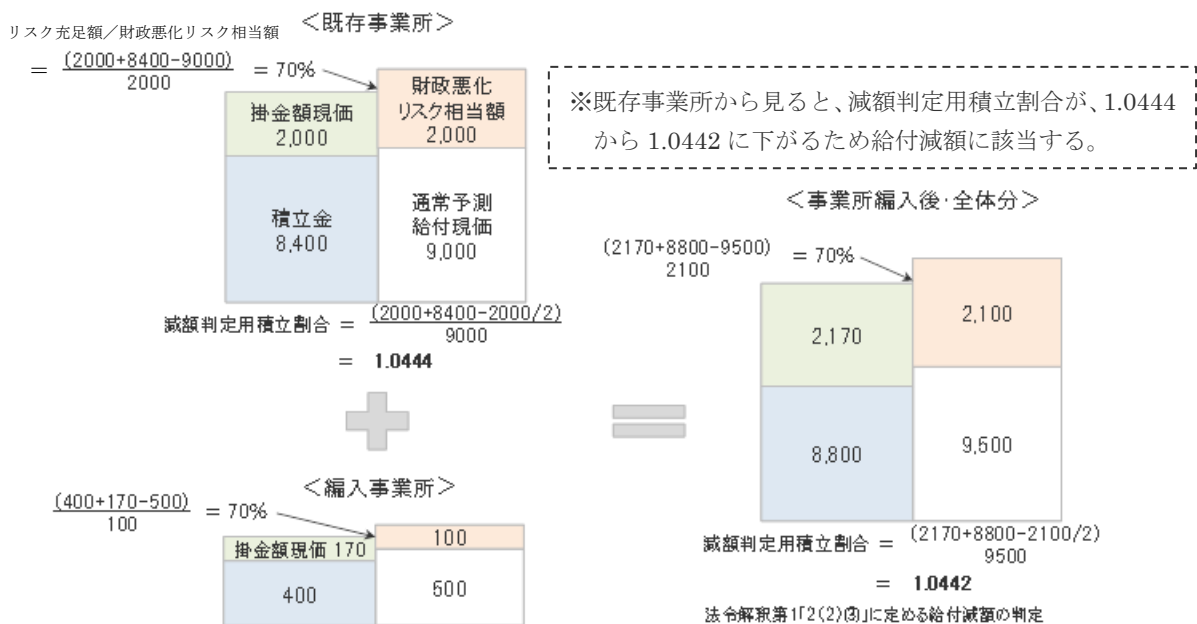 ＜既存事業所＞
リスク充足額／財政悪化リスク相当額
= (2000+8400-9000) = 70%
2000
掛金額現価
2,000
財政悪化
リスク相当額
2,000
積立金
8,400
通常予測
給付現価
9,000
減額判定用積立割合 = (2000+8400-2000/2)
9000
= 1.0444
※既存事業所から見ると、減額判定用積立割合が、1.0444
から 1.0442 に下がるため給付減額に該当する。
＜編入事業所＞
(400+170-500) = 70%
100
掛金額現価 170
100
400
500
＜事業所編入後・全体分＞
(2170+8800-9500) = 70%
2100
2,170
2,100
8,800
9,500
減額判定用積立割合 = (2170+8800-2100/2)
9500
= 1.0442
法令解釈第1「2(2)③」に定める給付減額の判定